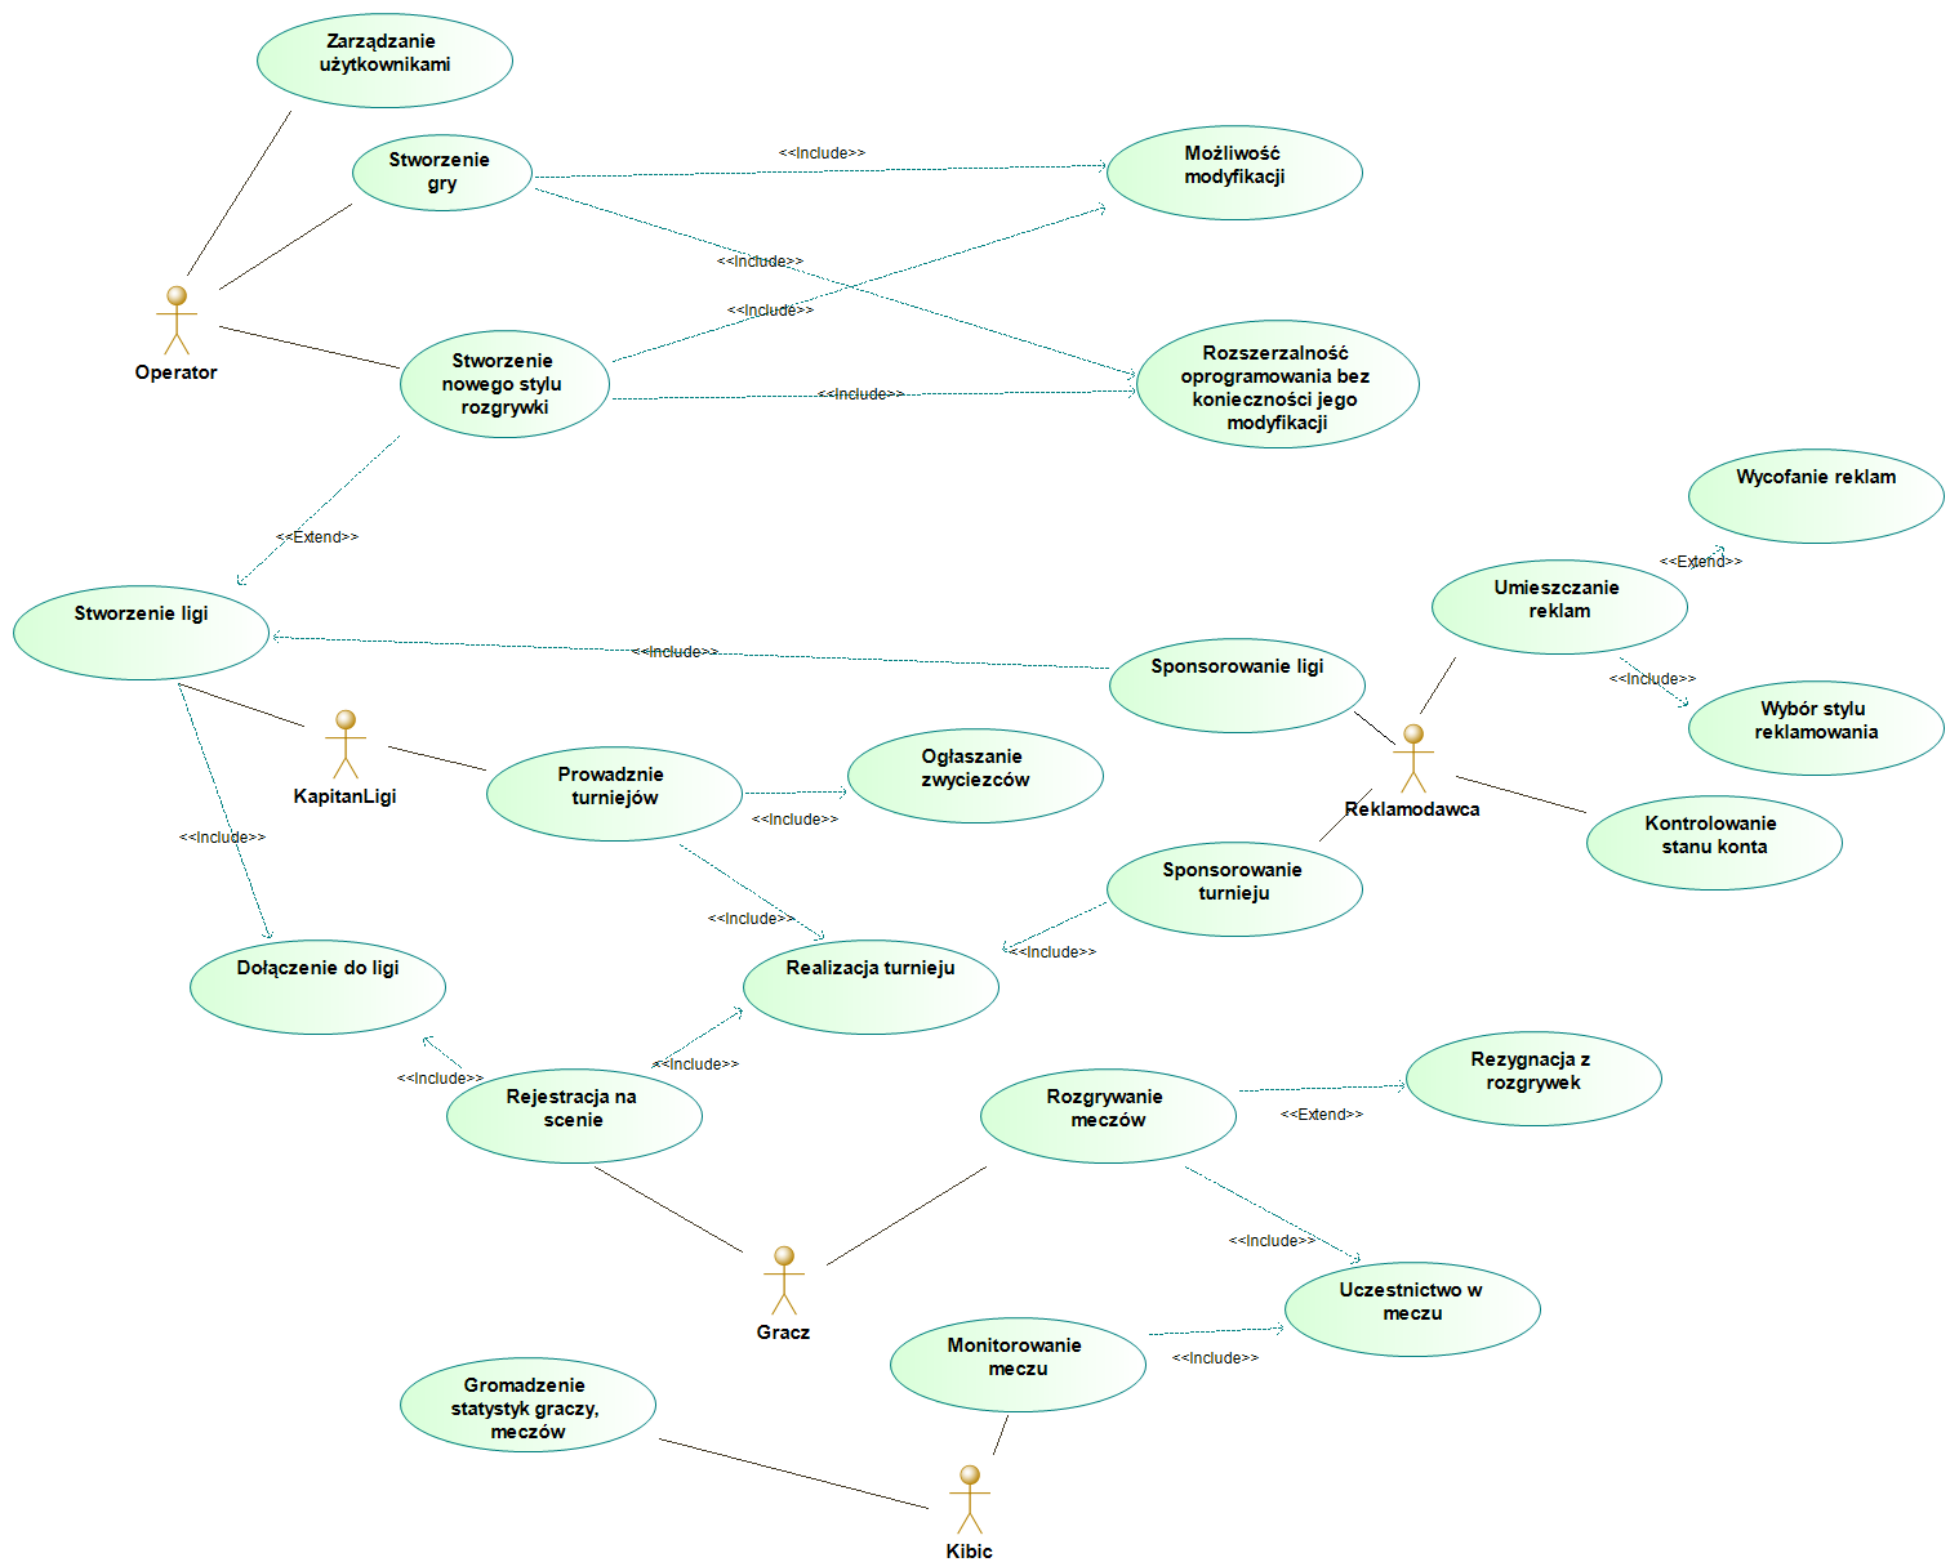 Zarządzanie
użytkownikami
Stworzenie
gry
<<Include>>
Możliwość
modyfikacji
<<Include>>
<<Include>>
Operator
Stworzenie
nowego stylu
rozgrywki
<<Include>>
Rozszerzalność
oprogramowania bez
konieczności jego
modyfikacji
Wycofanie reklam
<<Extend>>
<<Extend>>
Umieszczanie
reklam
Stworzenie ligi
<<Include>>
Sponsorowanie ligi
<<Include>>
Wybór stylu
reklamowania
KapitanLigi
Prowadznie
turniejów
Ogłaszanie
zwyciezców
<<Include>>
Reklamodawca
Kontrolowanie
stanu konta
<<Include>>
Sponsorowanie
turnieju
<<Include>>
<<Include>>
Dołączenie do ligi
Realizacja turnieju
<<Include>>
<<Include>>
Rejestracja na
scenie
Rozgrywanie
meczów
<<Extend>>
Rezygnacja z
rozgrywek
<<Include>>
Gracz
Uczestnictwo w
meczu
Monitorowanie
meczu
<<Include>>
Gromadzenie
statystyk graczy,
meczów
Kibic